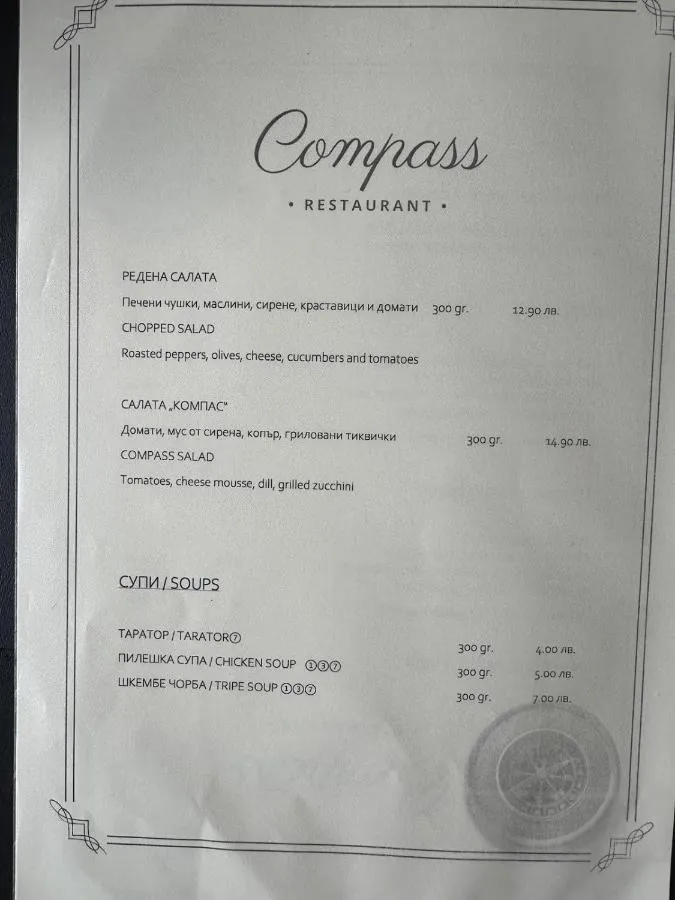 Compass
• RESTAURANT •
РЕДЕНА САЛАТА
Печени чушки, маслини, сирене, краставици и домати 300 gr. 12.90 лв.
CHOPPED SALAD
Roasted peppers, olives, cheese, cucumbers and tomatoes
САЛАТА „КОМПАС“
Домати, мус от сирена, копър, гриловани тиквички 300 gr. 14.90 лв.
COMPASS SALAD
Tomatoes, cheese mousse, dill, grilled zucchini
СУПИ / SOUPS
ТАРАТОР / TARATOR⑦ 300 gr. 4.00 лв.
ПИЛЕШКА СУПА / CHICKEN SOUP ①③⑦ 300 gr. 5.00 лв.
ШКЕМБЕ ЧОРБА / TRIPE SOUP ①③⑦ 300 gr. 7.00 лв.